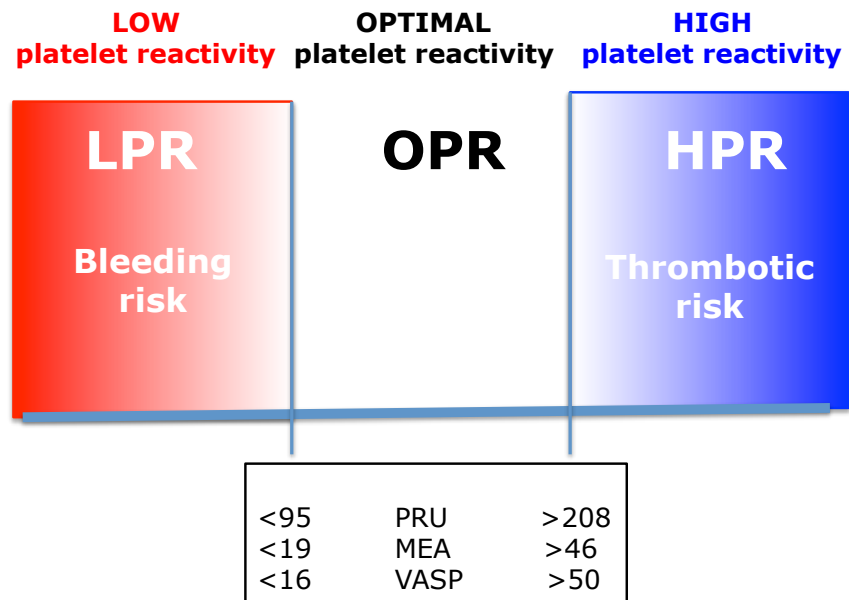 LOW
platelet reactivity
OPTIMAL
platelet reactivity
HIGH
platelet reactivity
LPR
OPR
HPR
Bleeding
risk
Thrombotic
risk
<95 PRU >208
<19 MEA >46
<16 VASP >50